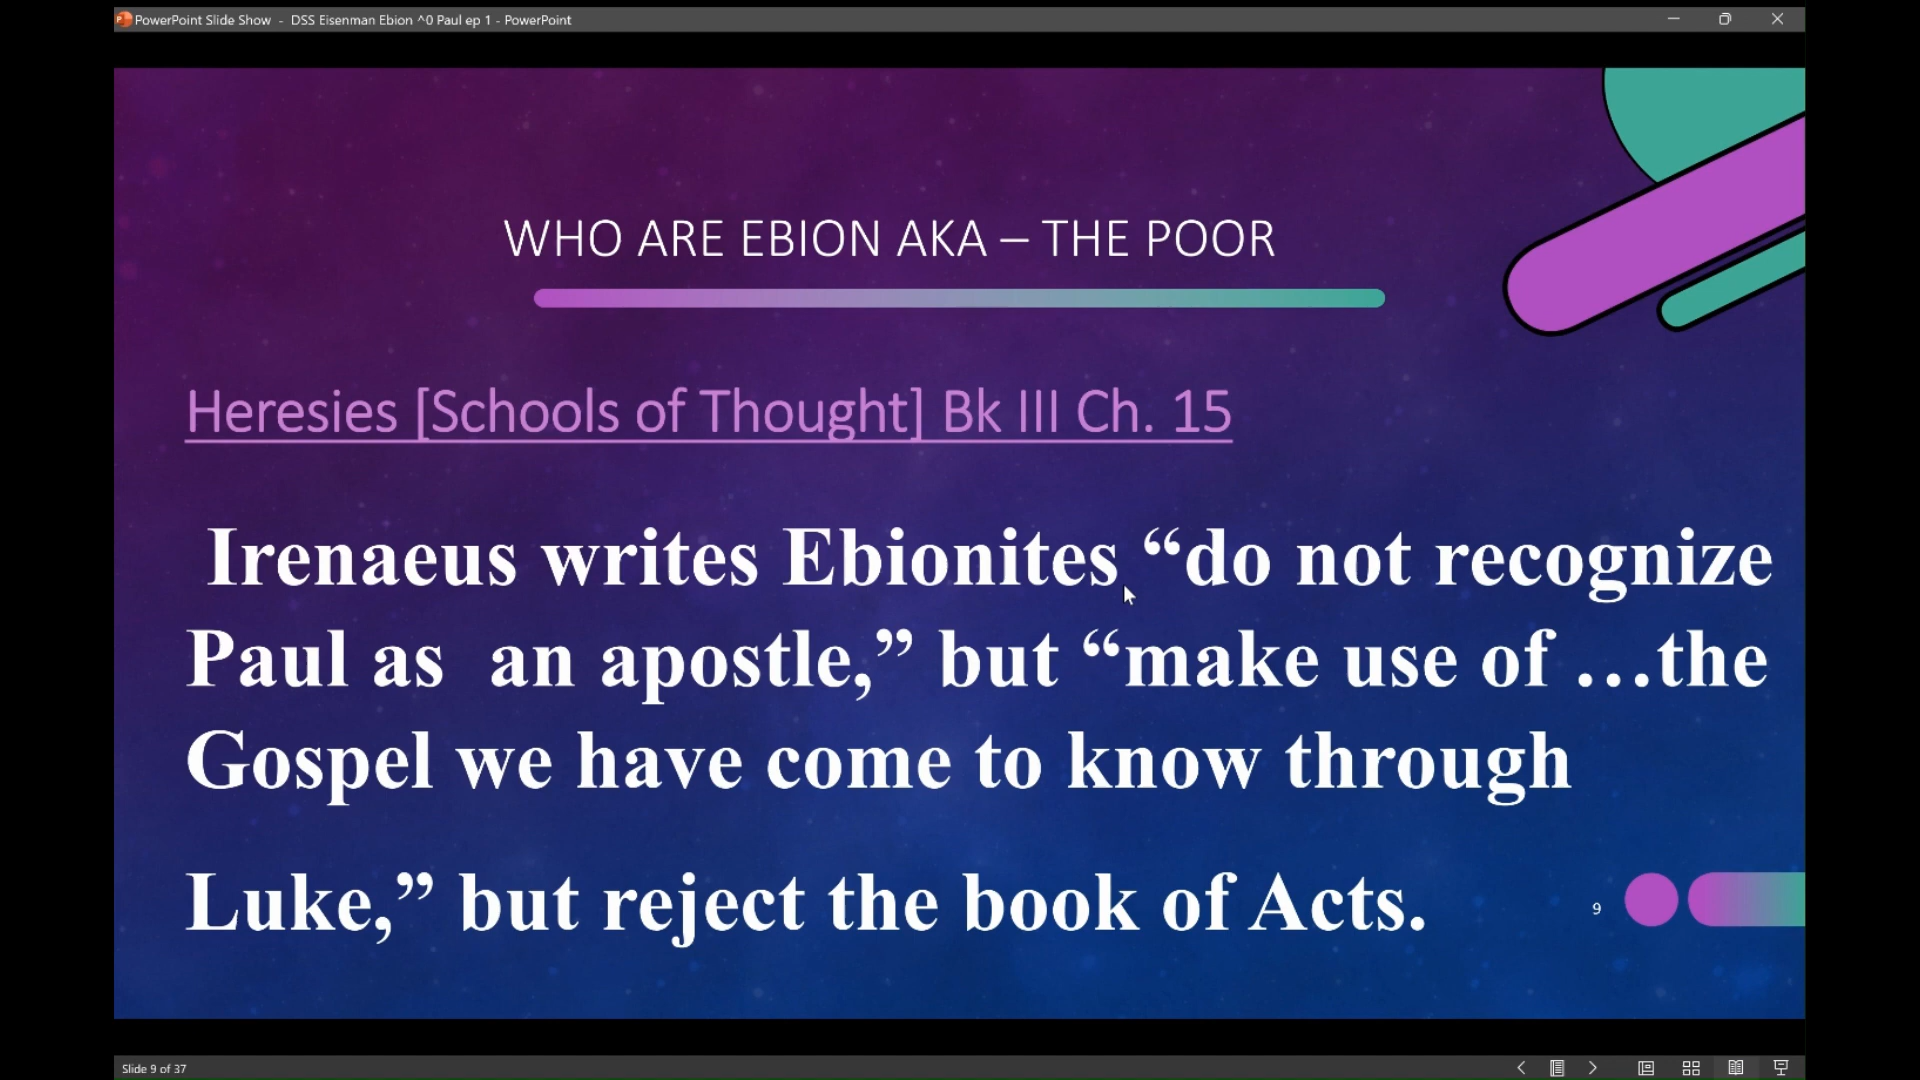 PowerPoint Slide Show - DSS Eisenman Ebion ^0 Paul ep 1 - PowerPoint
WHO ARE EBION AKA – THE POOR
Heresies [Schools of Thought] Bk III Ch. 15
Irenaeus writes Ebionites “do not recognize
Paul as an apostle,” but “make use of …the
Gospel we have come to know through
Luke,” but reject the book of Acts.
9
Slide 9 of 37